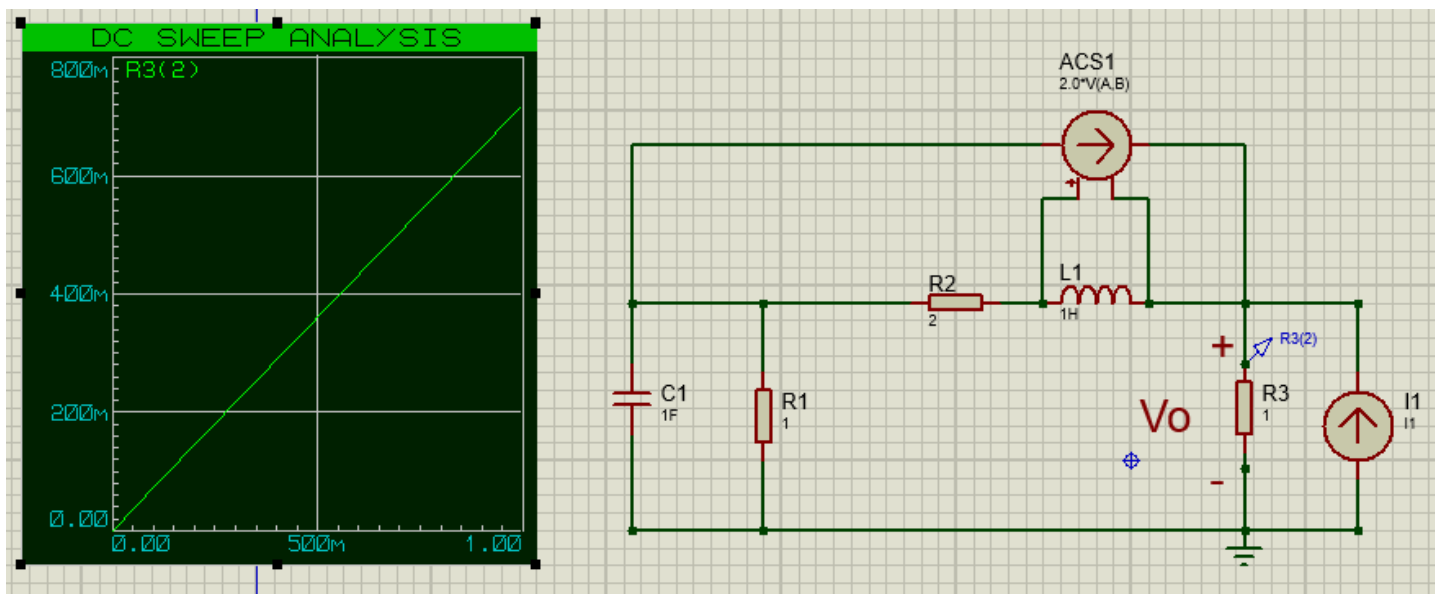 DC SWEEP ANALYSIS
800m
R3(2)
600m
400m
200m
0.00
0.00 500m 1.00
ACS1
2.0*V(A,B)
+
R2
2
L1
1H
C1
1F
R1
1
+
R3(2)
Vo
R3
1
-
I1
I1